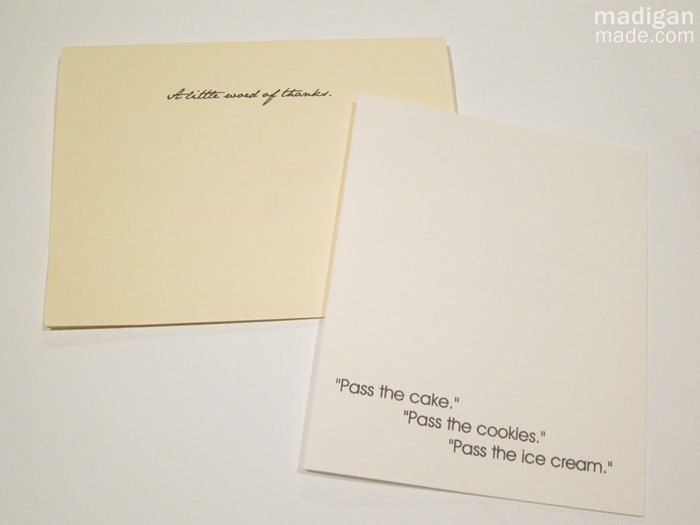 madigan
made.com
A little word of thanks.
"Pass the cake."
"Pass the cookies."
"Pass the ice cream."